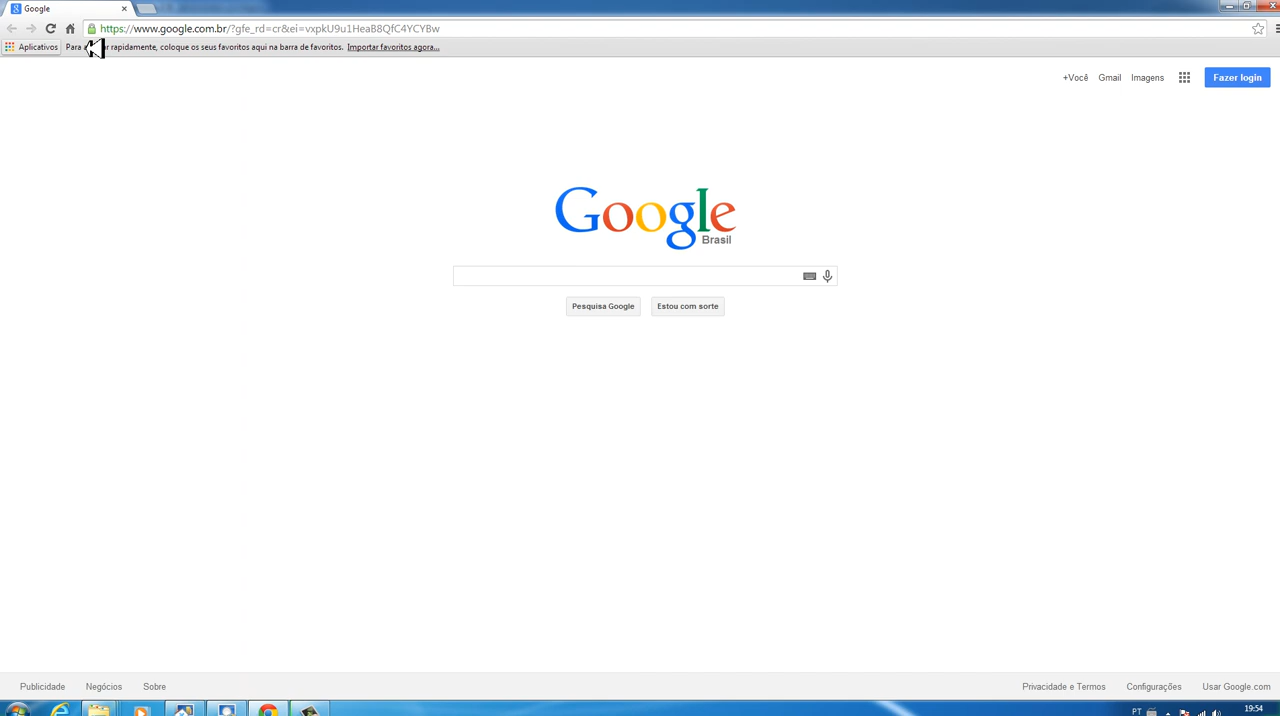 Google
https://www.google.com.br/?gfe_rd=cr&ei=vxpkU9u1HeaB8QfC4YCYBw
Aplicativos Para rapidamente, coloque os seus favoritos aqui na barra de favoritos. Importar favoritos agora...
+Você Gmail Imagens Fazer login
Google
Brasil
Pesquisa Google Estou com sorte
Publicidade Negócios Sobre Privacidade e Termos Configurações Usar Google.com
PT 19:54